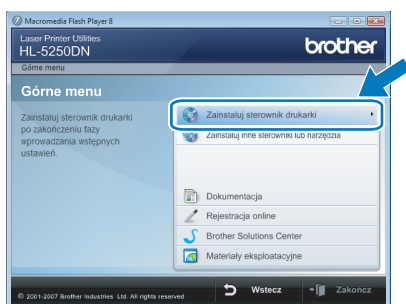 Macromedia Flash Player 8
Laser Printer Utilities
HL-5250DN
brother
Górne menu
Górne menu
Zainstaluj sterownik drukarki
po zakończeniu fazy
wprowadzania wstępnych
ustawień.
Zainstaluj sterownik drukarki
Zainstaluj inne sterowniki lub narzędzia
Dokumentacja
Rejestracja online
Brother Solutions Center
Materiały eksploatacyjne
© 2001-2007 Brother Industries Ltd. All rights reserved
Wstecz
Zakończ